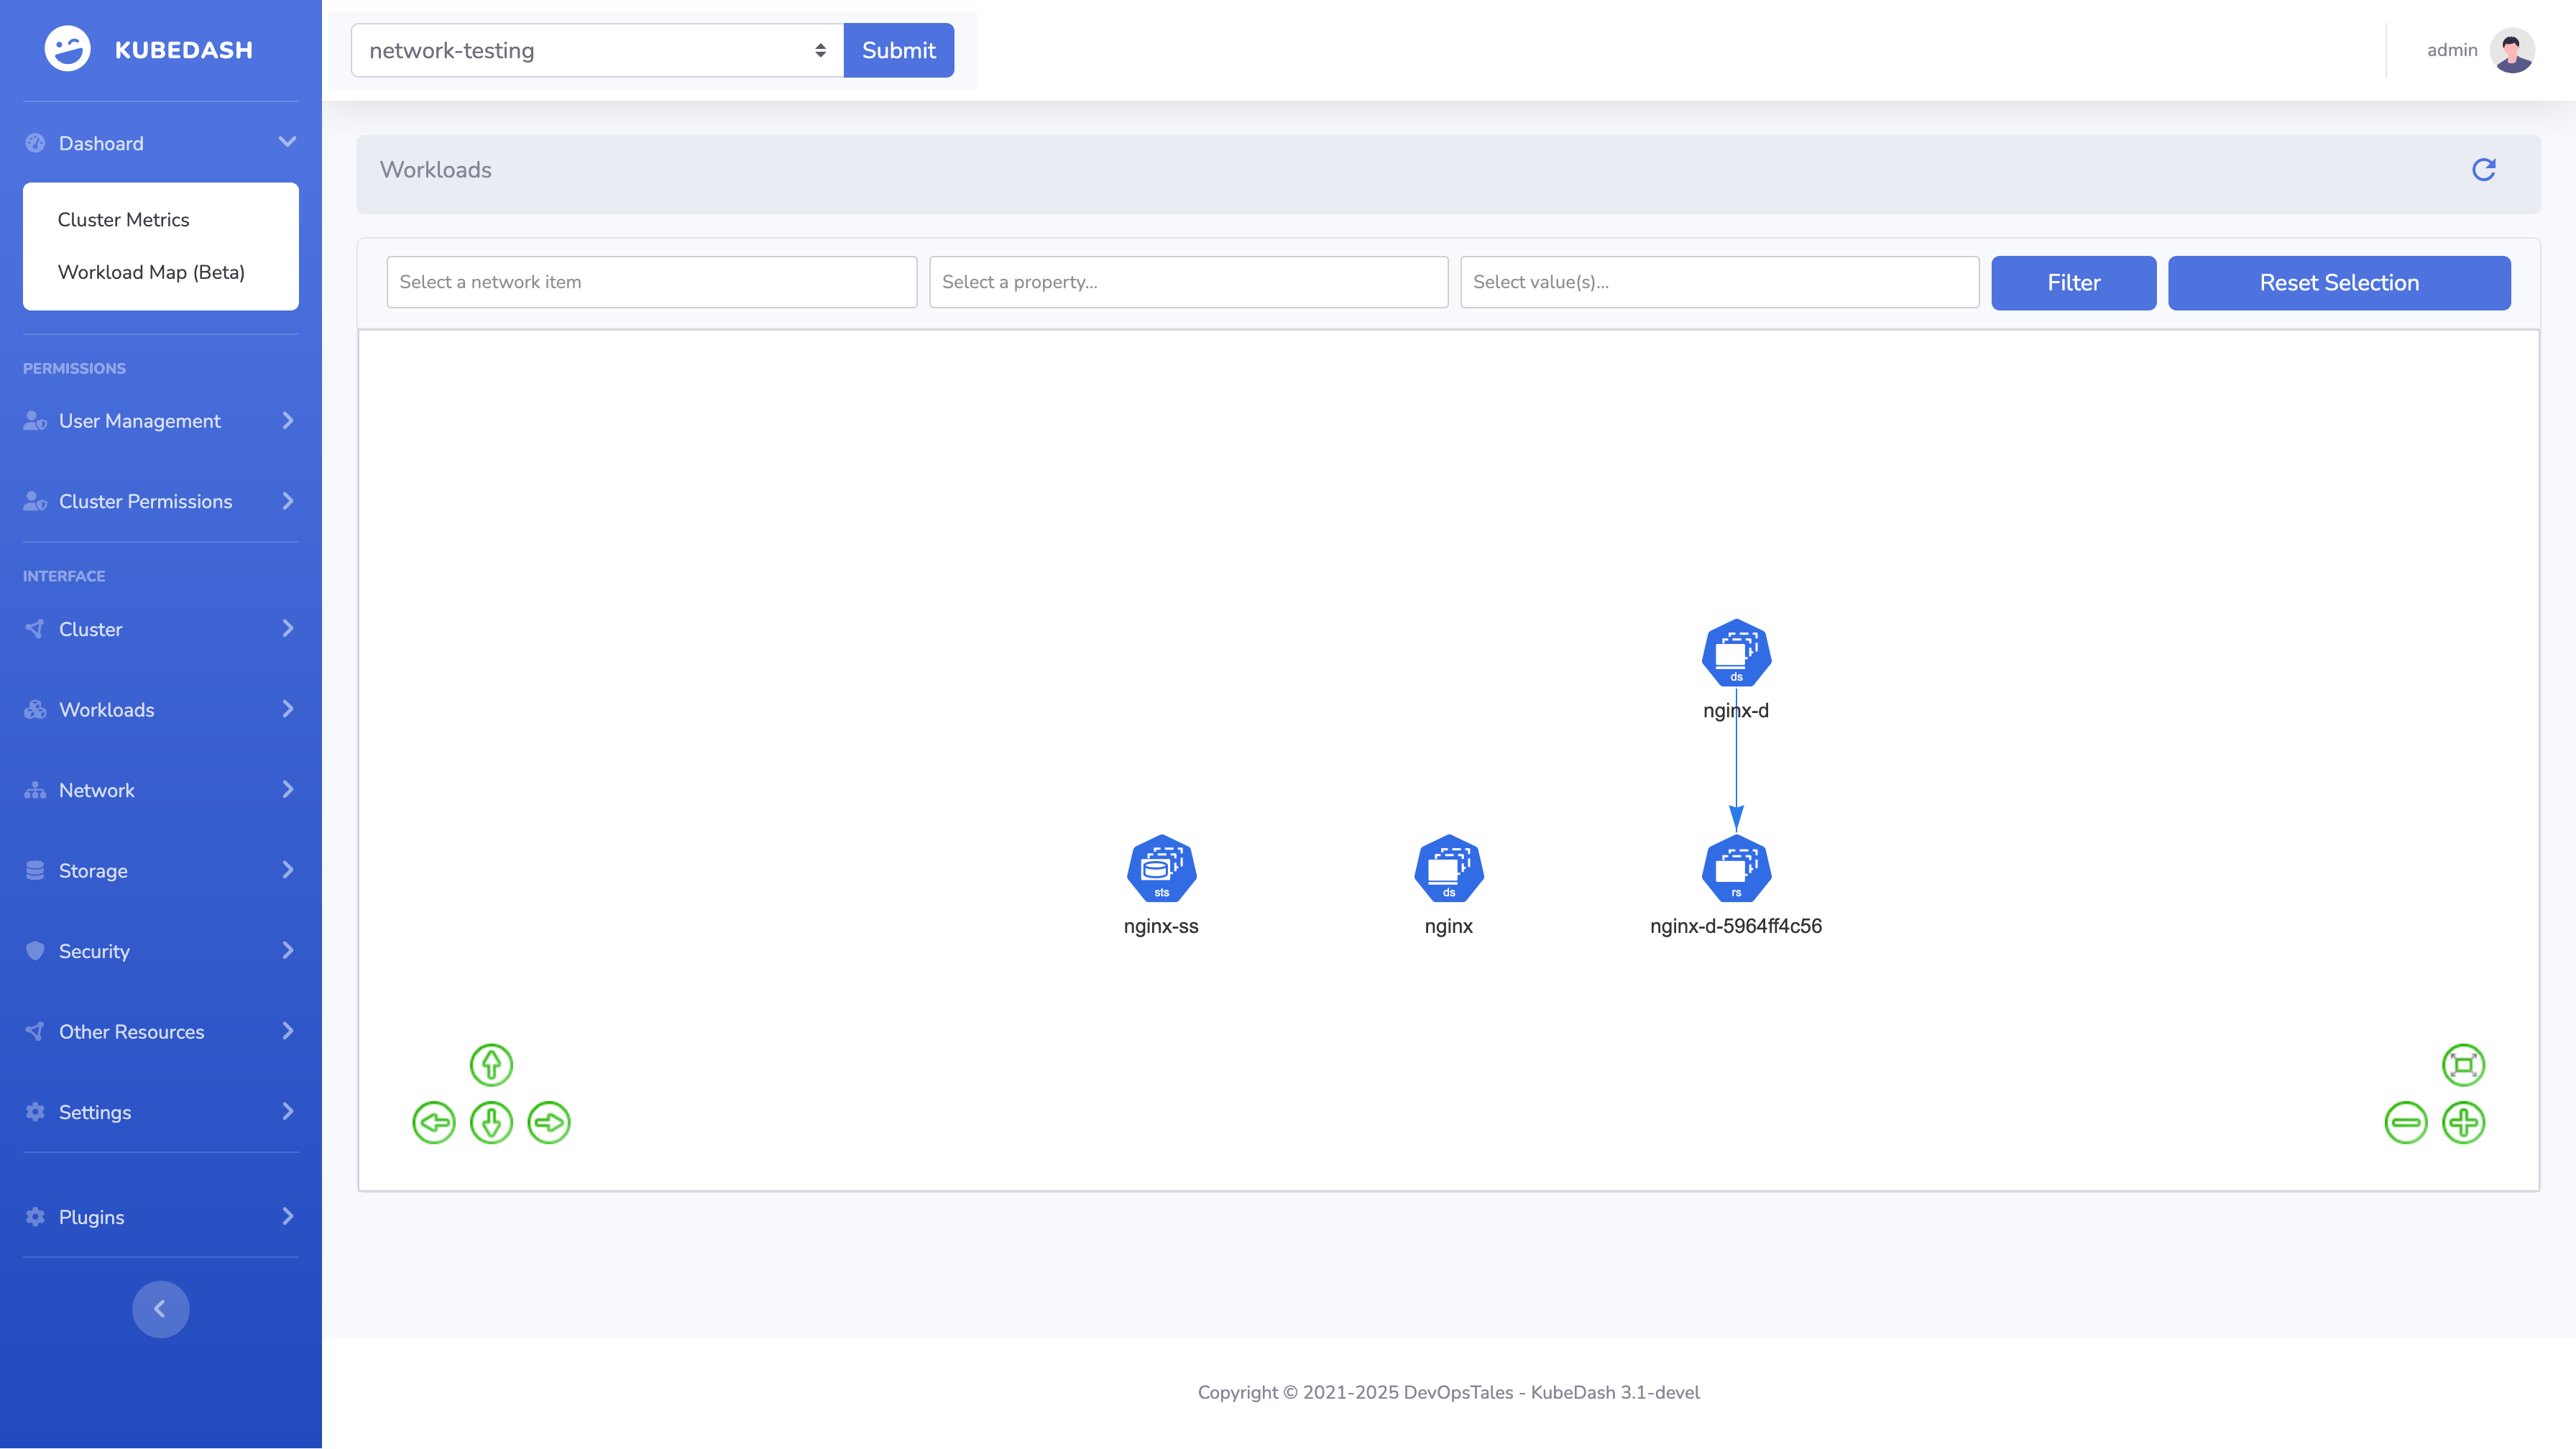 KUBEDASH
network-testing
Submit
admin
Dashoard
Cluster Metrics
Workload Map (Beta)
PERMISSIONS
User Management
Cluster Permissions
INTERFACE
Cluster
Workloads
Network
Storage
Security
Other Resources
Settings
Plugins
Workloads
Select a network item
Select a property...
Select value(s)...
Filter
Reset Selection
ds
nginx-d
sts
nginx-ss
ds
nginx
rs
nginx-d-5964ff4c56
Copyright © 2021-2025 DevOpsTales - KubeDash 3.1-devel